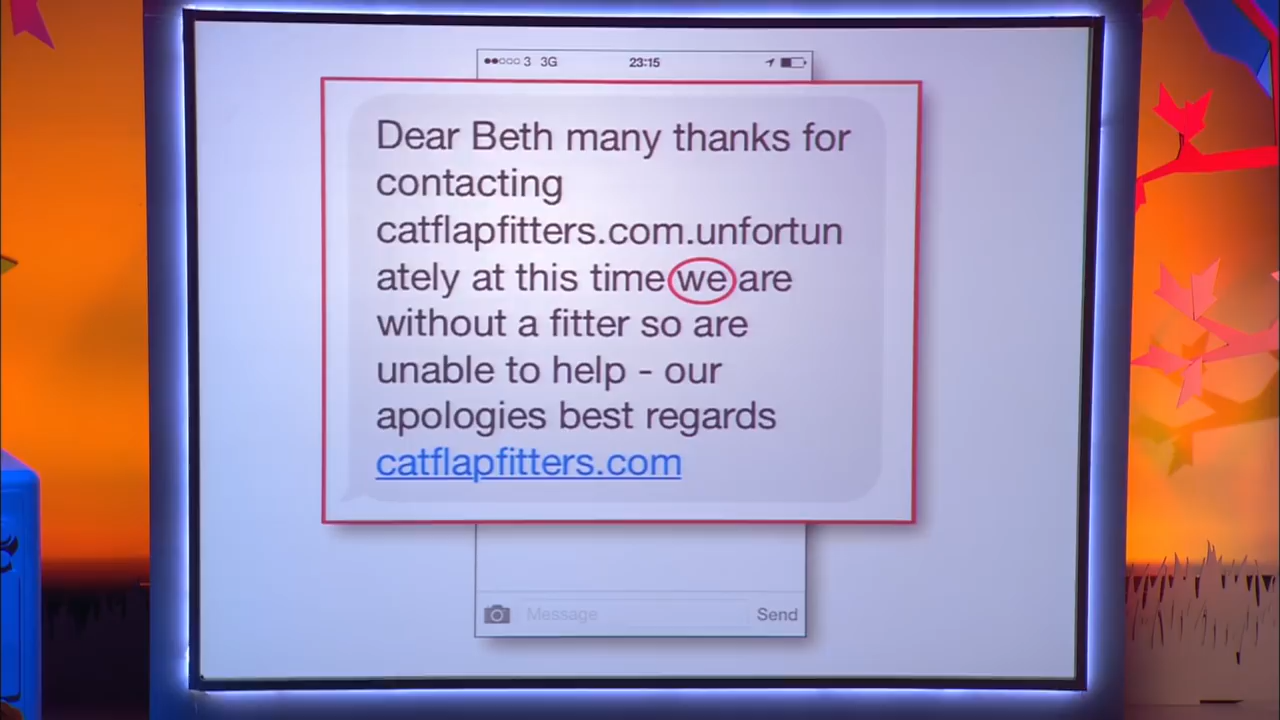 3 3G 23:15
Dear Beth many thanks for
contacting
catflapfitters.com.unfortun
ately at this time we are
without a fitter so are
unable to help - our
apologies best regards
catflapfitters.com
Message Send